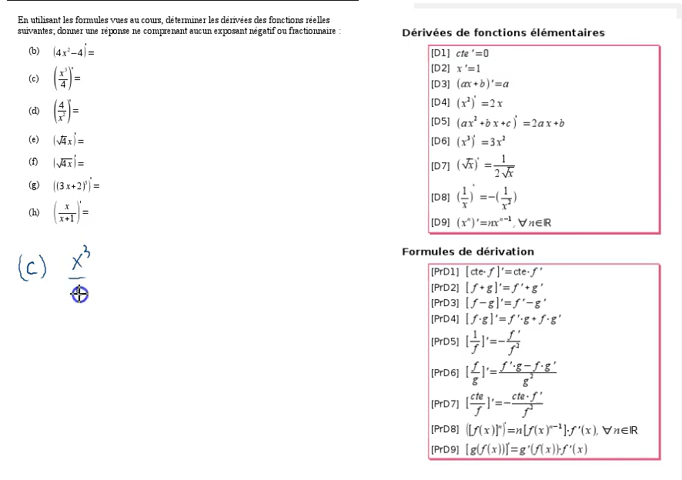 En utilisant les formules vues au cours, déterminer les dérivées des fonctions réelles
suivantes; donner une réponse ne comprenant aucun exposant négatif ou fractionnaire :
(b) (4x²−4)'=
(c) (x³/4)'=
(d) (4/x³)'=
(e) (√4x)'=
(f) (√4x)'=
(g) ((3x+2)⁵)'=
(h) (x/(x+1))'=
(c) x³
Dérivées de fonctions élémentaires
[D1] cte'=0
[D2] x'=1
[D3] (ax+b)'=a
[D4] (x²)'=2x
[D5] (ax²+bx+c)'=2ax+b
[D6] (x³)'=3x²
[D7] (√x)'=1/(2√x)
[D8] (1/x)'=−(1/x²)
[D9] (xⁿ)'=nxⁿ⁻¹, ∀n∈ℝ
Formules de dérivation
[PrD1] [cte·f]'=cte·f'
[PrD2] [f+g]'=f'+g'
[PrD3] [f−g]'=f'−g'
[PrD4] [f·g]'=f'·g+f·g'
[PrD5] [1/f]'=−f'/f²
[PrD6] [f/g]'=(f'·g−f·g')/g²
[PrD7] [cte/f]'=−(cte·f')/f²
[PrD8] ([f(x)]ⁿ)'=n[f(x)ⁿ⁻¹]·f'(x), ∀n∈ℝ
[PrD9] [g(f(x))]'=g'(f(x))·f'(x)